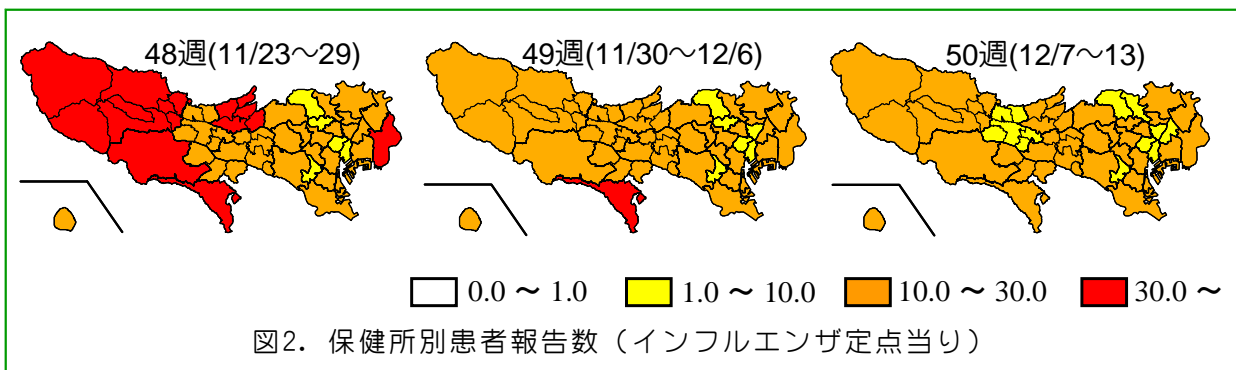 48週(11/23～29)
49週(11/30～12/6)
50週(12/7～13)
0.0 ～ 1.0
1.0 ～ 10.0
10.0 ～ 30.0
30.0 ～
図2. 保健所別患者報告数（インフルエンザ定点当り）